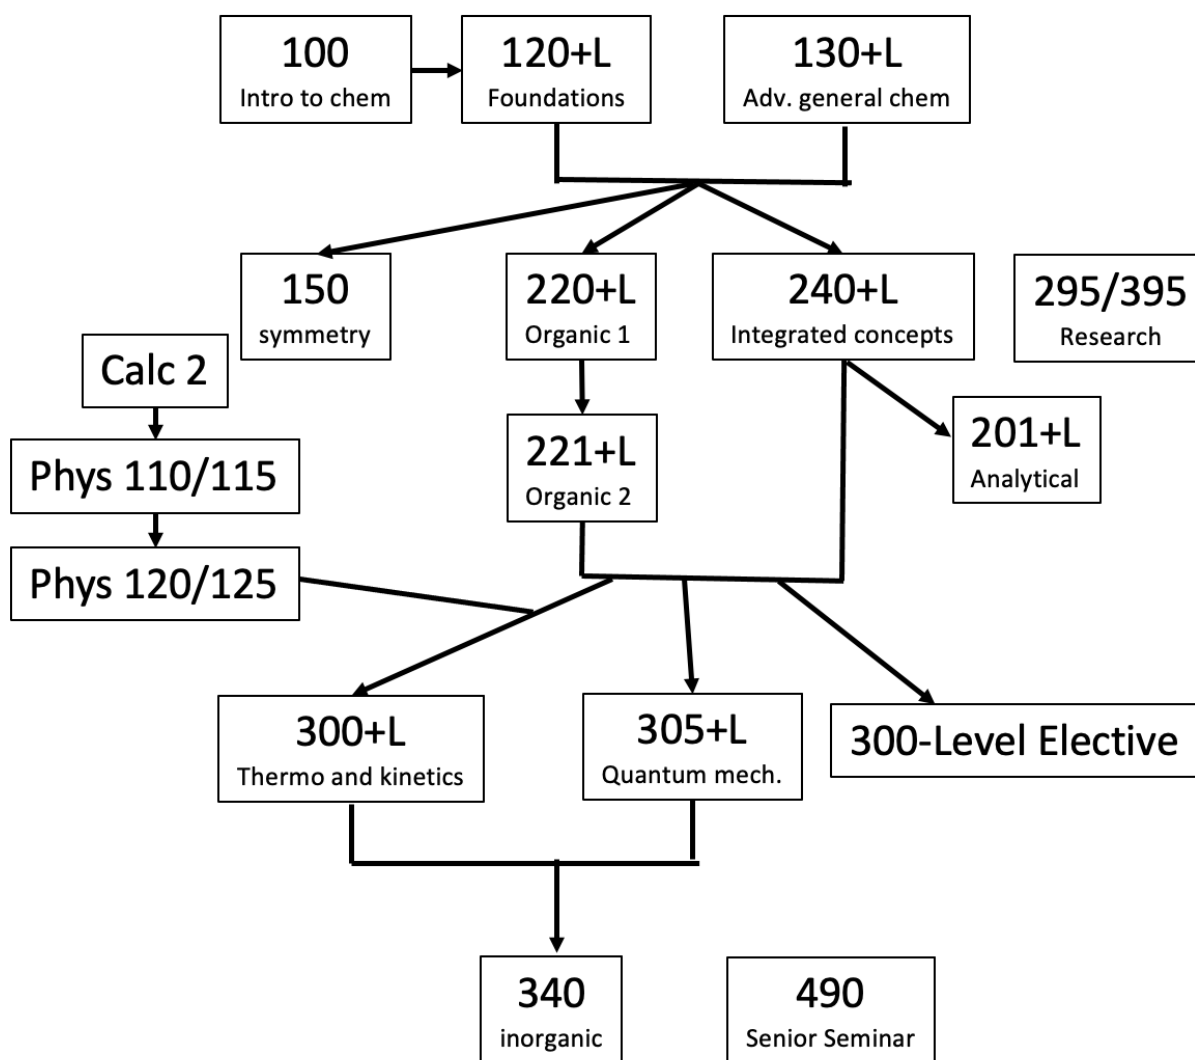 100
Intro to chem
120+L
Foundations
130+L
Adv. general chem
150
symmetry
220+L
Organic 1
240+L
Integrated concepts
295/395
Research
Calc 2
Phys 110/115
Phys 120/125
221+L
Organic 2
201+L
Analytical
300+L
Thermo and kinetics
305+L
Quantum mech.
300-Level Elective
340
inorganic
490
Senior Seminar